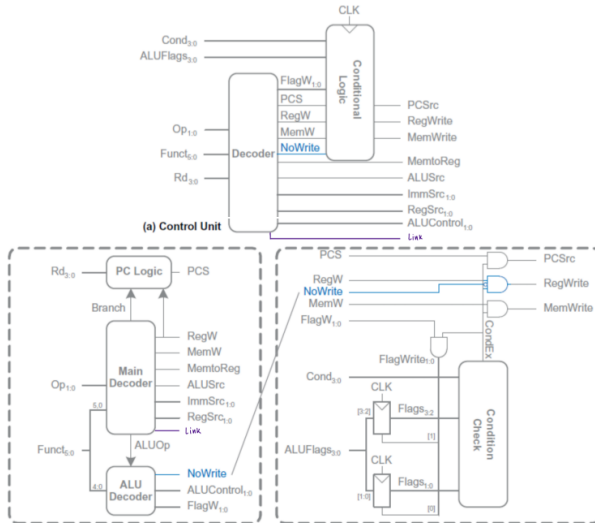 CLK
Cond3:0
ALUFlags3:0
Conditional Logic
FlagW1:0
PCS
RegW
MemW
NoWrite
PCSrc
RegWrite
MemWrite
Op1:0
Funct5:0
Rd3:0
Decoder
MemtoReg
ALUSrc
ImmSrc1:0
RegSrc1:0
ALUControl1:0
Link
(a) Control Unit
Rd3:0
PC Logic
PCS
Branch
RegW
MemW
MemtoReg
ALUSrc
ImmSrc1:0
RegSrc1:0
Link
Op1:0
Main Decoder
5,0
Funct5:0
ALUOp
4:0
ALU Decoder
NoWrite
ALUControl1:0
FlagW1:0
PCS
PCSrc
RegW
NoWrite
RegWrite
MemW
MemWrite
FlagW1:0
CondEx
FlagWrite1:0
Cond3:0
CLK
[3:2]
Flags3:2
[1]
ALUFlags3:0
CLK
[1:0]
Flags1:0
[0]
Condition Check